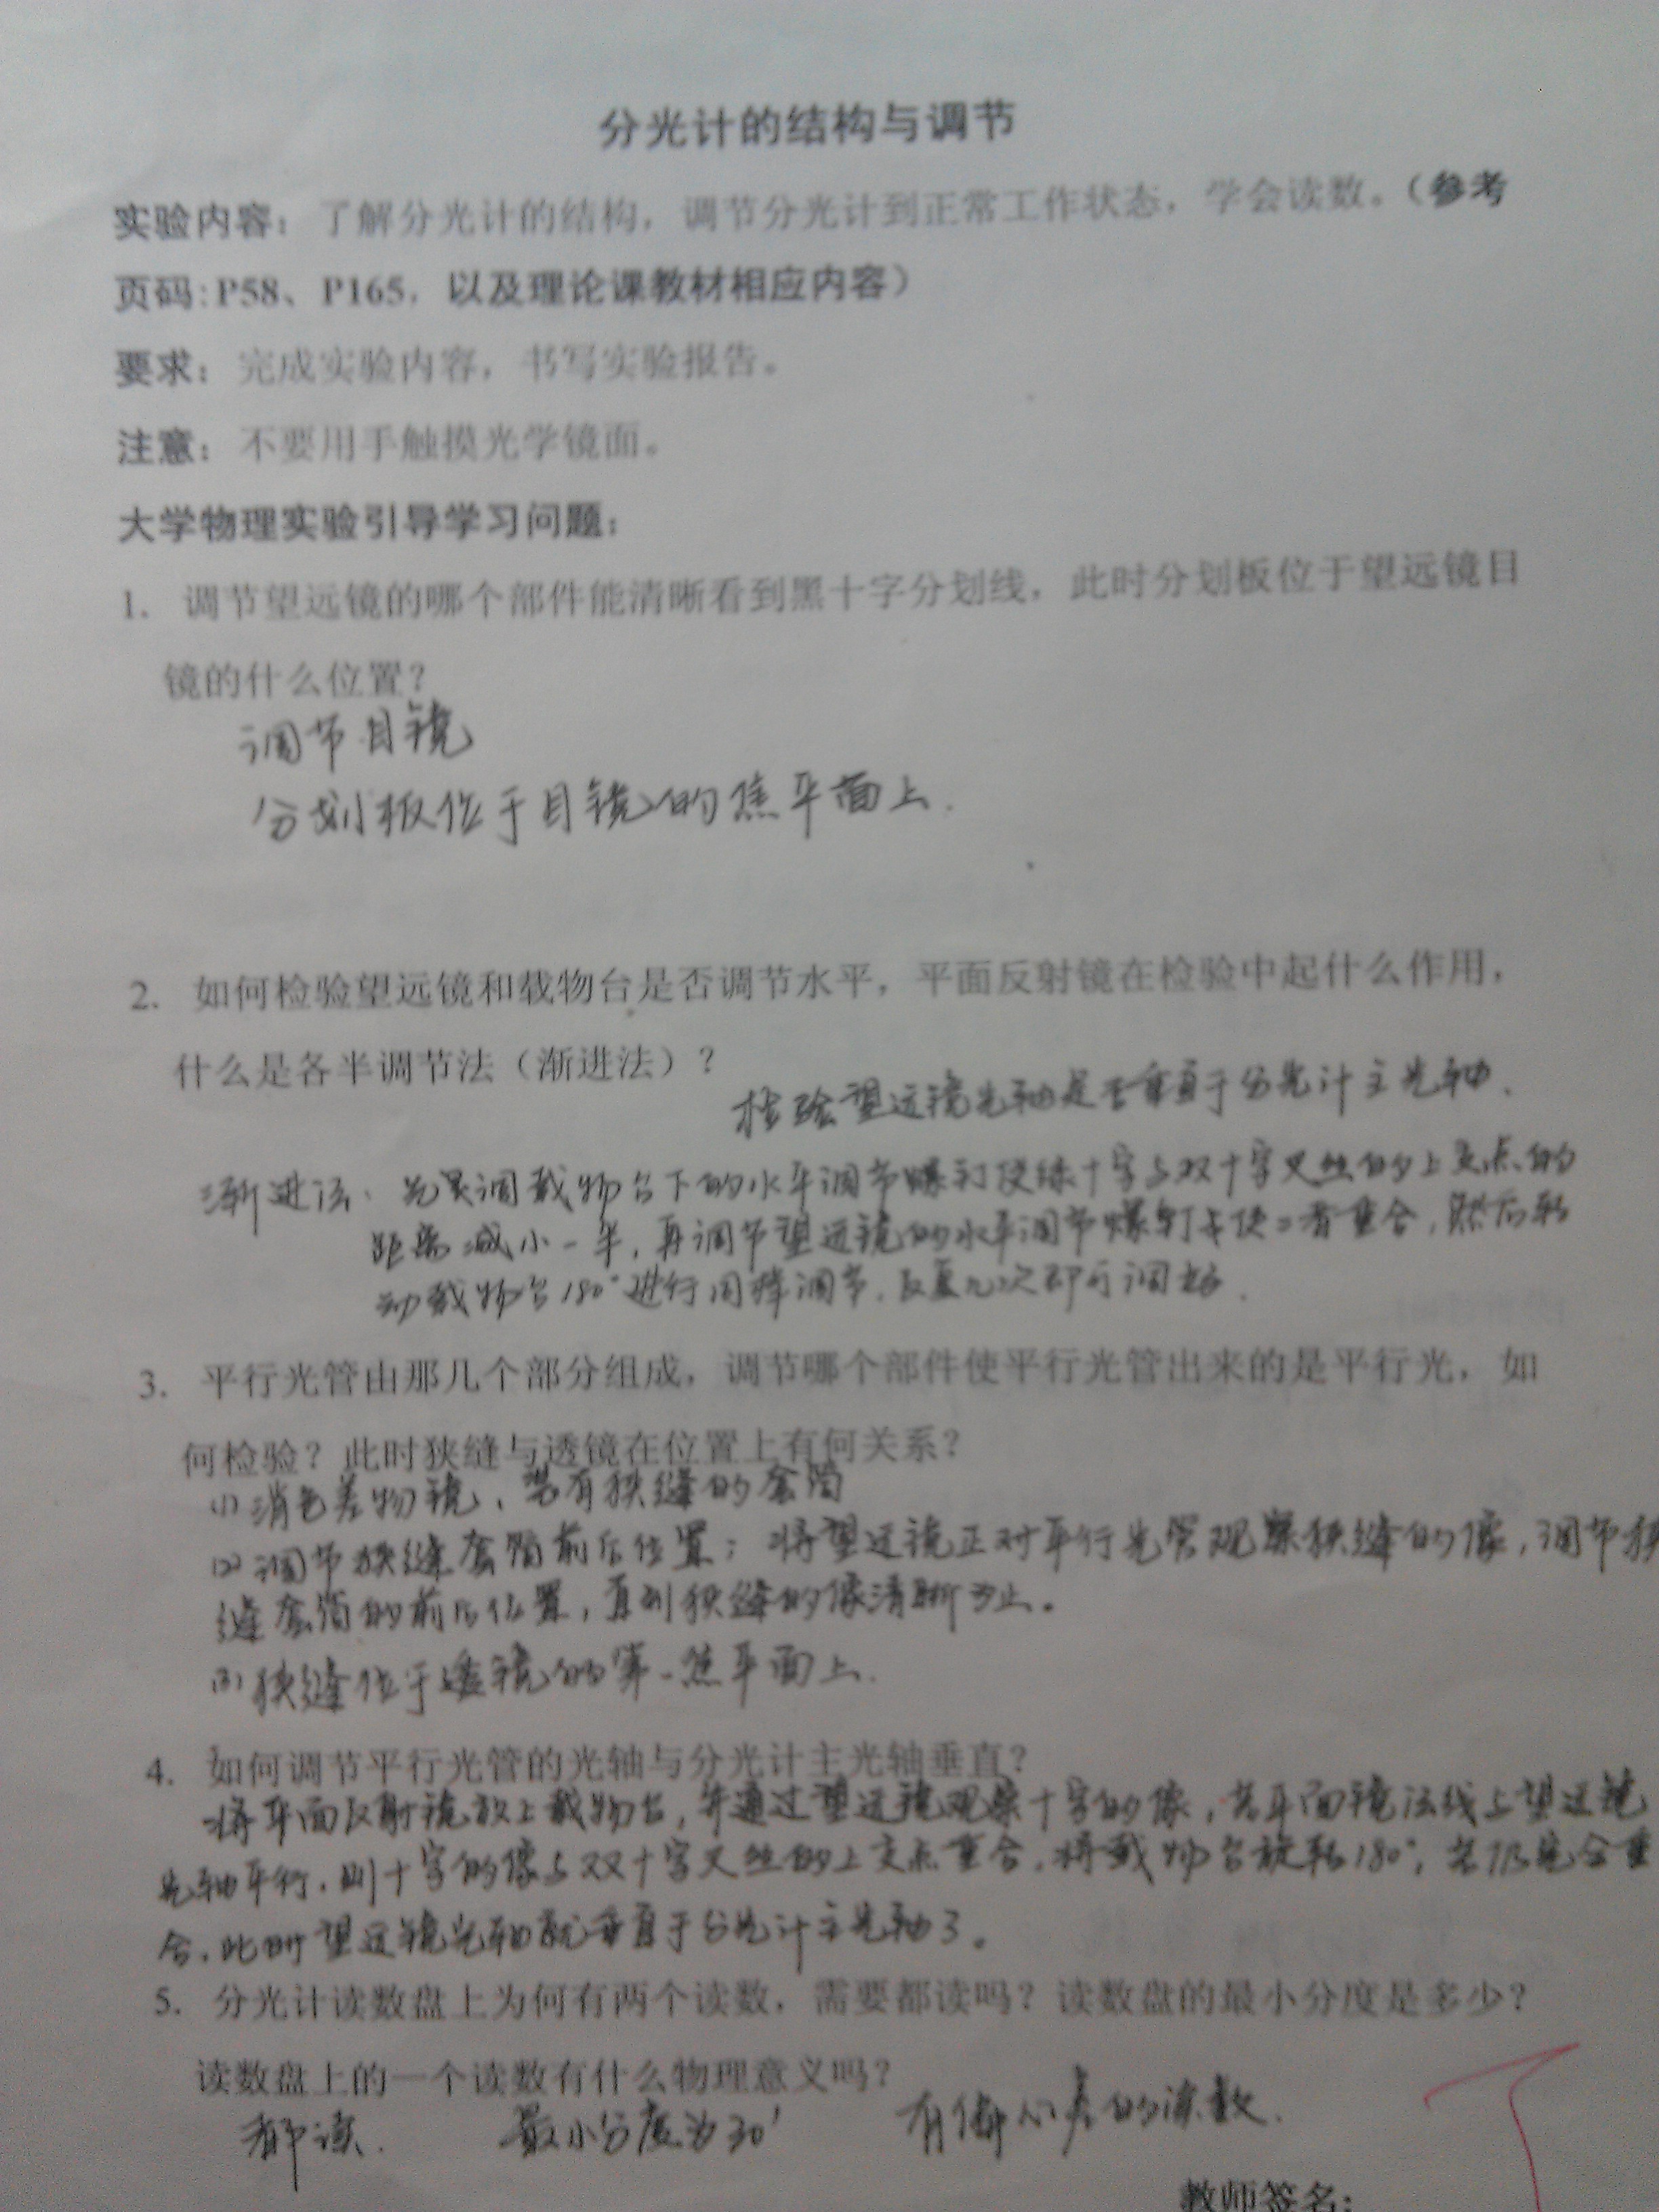 分光计的结构与调节
实验内容：了解分光计的结构，调节分光计到正常工作状态，学会读数。（参考
页码：P58、P165，以及理论课教材相应内容）
要求：完成实验内容，书写实验报告。
注意：不要用手触摸光学镜面。
大学物理实验引导学习问题：
1. 调节望远镜的哪个部件能清晰看到黑十字分划线，此时分划板位于望远镜目
镜的什么位置？
调节目镜
分划板位于目镜的焦平面上.
2. 如何检验望远镜和载物台是否调节水平，平面反射镜在检验中起什么作用，
什么是各半调节法（渐进法）？
检验望远镜光轴是否垂直于分光计主光轴.
渐进法：先调载物台下的水平调节螺钉使绿十字与双十字叉丝的上交点的
距离减小一半，再调节望远镜的水平调节螺钉使二者重合，然后转
动载物台180°进行同样调节，反复几次即可调好.
3. 平行光管由那几个部分组成，调节哪个部件使平行光管出来的是平行光，如
何检验？此时狭缝与透镜在位置上有何关系？
(1) 消色差物镜、带有狭缝的套筒
(2) 调节狭缝套筒前后位置；将望远镜正对平行光管观察狭缝的像，调节狭
缝套筒的前后位置，直到狭缝的像清晰为止。
(3) 狭缝位于透镜的第一焦平面上.
4. 如何调节平行光管的光轴与分光计主光轴垂直？
将平面反射镜放上载物台，并通过望远镜观察十字的像，若平面镜法线与望远镜
光轴平行，则十字的像与双十字叉丝的上交点重合，将载物台旋转180°，若仍完全重
合，此时望远镜光轴就垂直于分光计主光轴了。
5. 分光计读数盘上为何有两个读数，需要都读吗？读数盘的最小分度是多少？
读数盘上的一个读数有什么物理意义吗？
都读. 最小分度为30′ 有偏心差的读数.
教师签名：